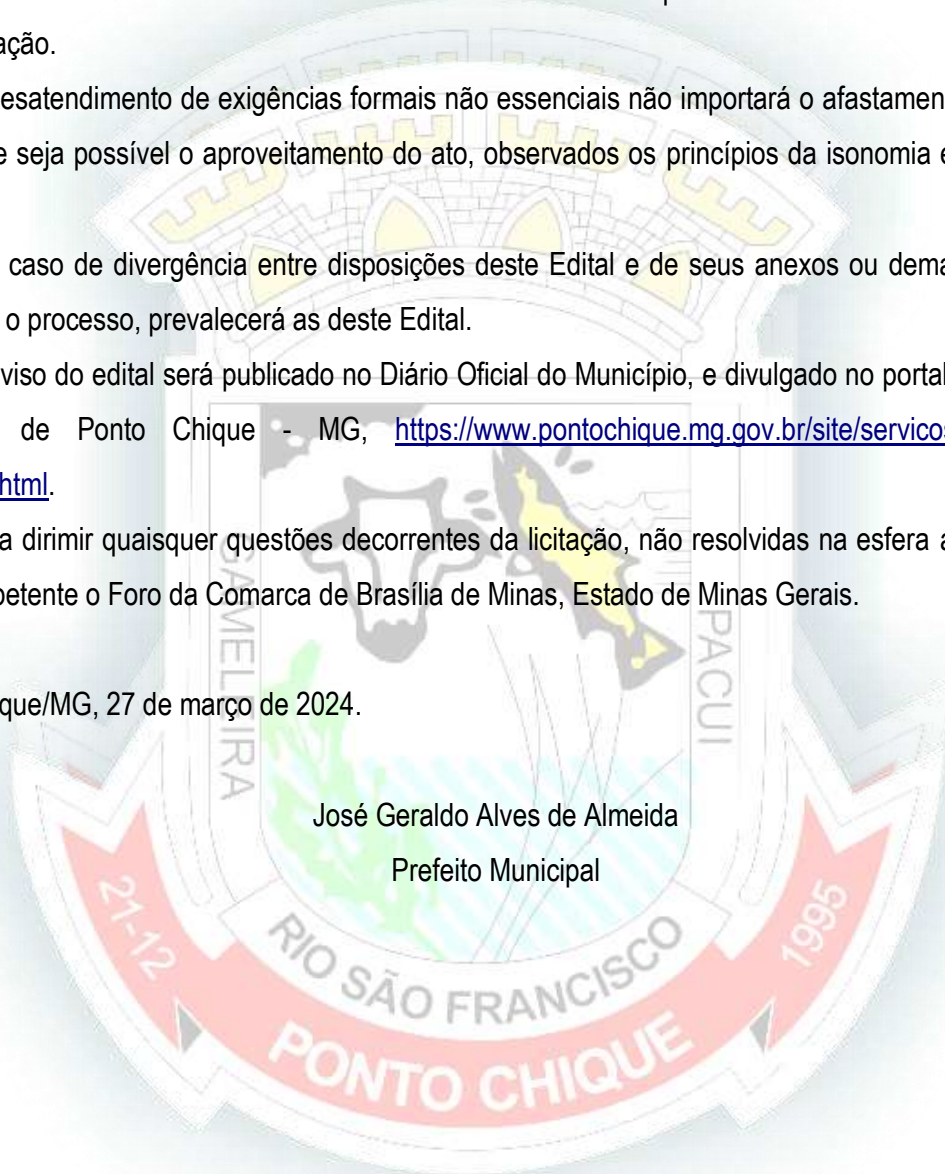 ação.
esatendimento de exigências formais não essenciais não importará o afastamen
e seja possível o aproveitamento do ato, observados os princípios da isonomia e
caso de divergência entre disposições deste Edital e de seus anexos ou dema
o processo, prevalecerá as deste Edital.
viso do edital será publicado no Diário Oficial do Município, e divulgado no portal
de Ponto Chique - MG, https://www.pontochique.mg.gov.br/site/servicos
html.
a dirimir quaisquer questões decorrentes da licitação, não resolvidas na esfera a
petente o Foro da Comarca de Brasília de Minas, Estado de Minas Gerais.
que/MG, 27 de março de 2024.
José Geraldo Alves de Almeida
Prefeito Municipal
GAMELEIRA
PACUI
21-12
RIO SÃO FRANCISCO
1995
PONTO CHIQUE